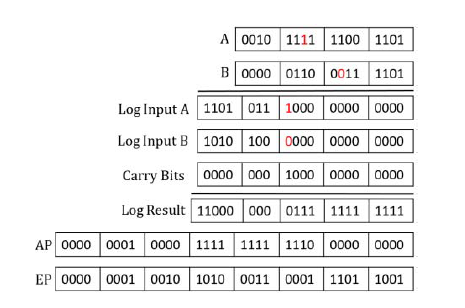 A 0010 1111 1100 1101
B 0000 0110 0011 1101
Log Input A 1101 011 1000 0000 0000
Log Input B 1010 100 0000 0000 0000
Carry Bits 0000 000 1000 0000 0000
Log Result 11000 000 0111 1111 1111
AP 0000 0001 0000 1111 1111 1110 0000 0000
EP 0000 0001 0010 1010 0011 0001 1101 1001